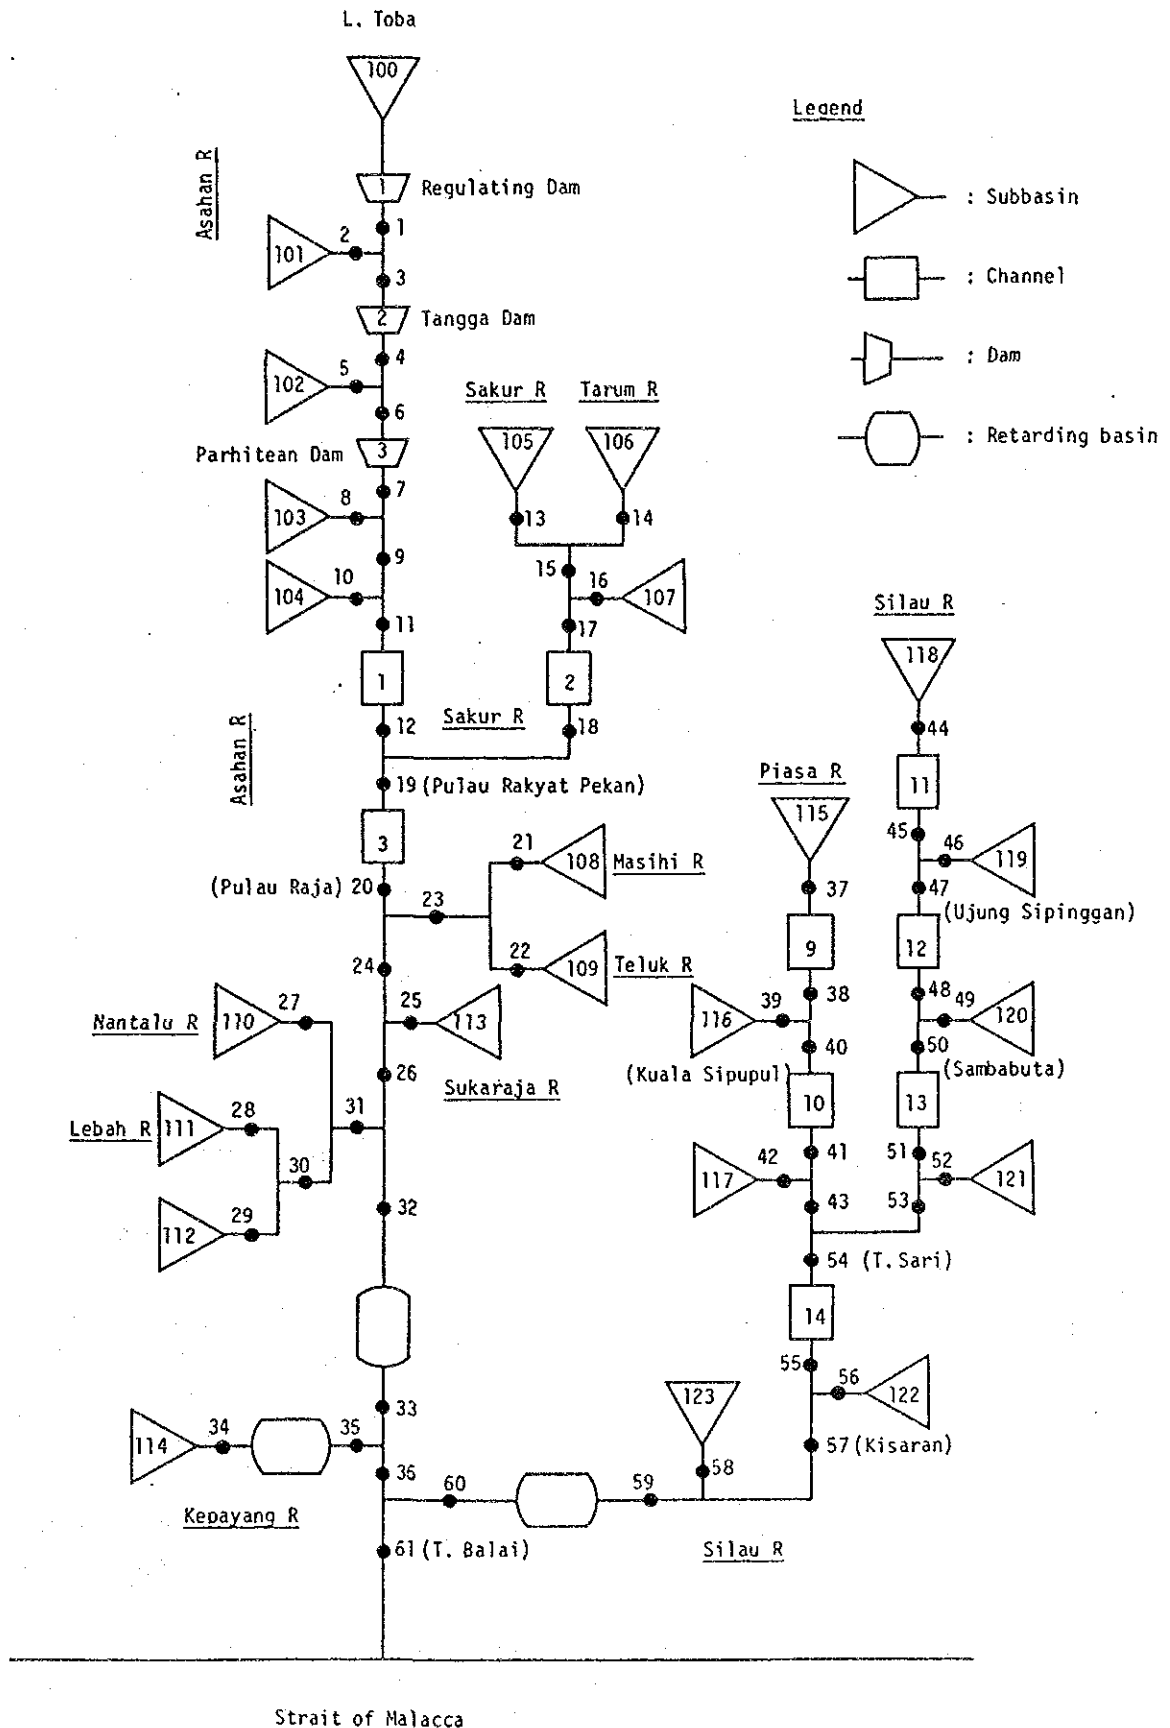 L. Toba
100
Legend
Asahan R
1
Regulating Dam
: Subbasin
101
2
1
3
: Channel
2
Tangga Dam
: Dam
102
5
4
6
Sakur R
Tarum R
105
106
: Retarding basin
Parhitean Dam
3
7
103
8
13
14
9
15
16
107
104
10
11
17
Silau R
118
1
2
12
Sakur R
18
44
Asahan R
19 (Pulau Rakyat Pekan)
Piasa R
115
11
3
21
108
Masihi R
45
46
119
(Pulau Raja) 20
23
37
47
(Ujung Sipinggan)
22
109
Teluk R
9
12
24
Nantalu R
110
27
25
113
38
48
49
120
116
39
40
50
26
Sukaraja R
(Kuala Sipupul)
(Sambabuta)
10
13
Lebah R
111
28
31
41
51
30
117
42
52
121
112
29
32
43
53
54 (T. Sari)
14
55
56
122
123
33
114
34
35
57 (Kisaran)
36
58
60
59
Kepayang R
61 (T. Balai)
Silau R
Strait of Malacca